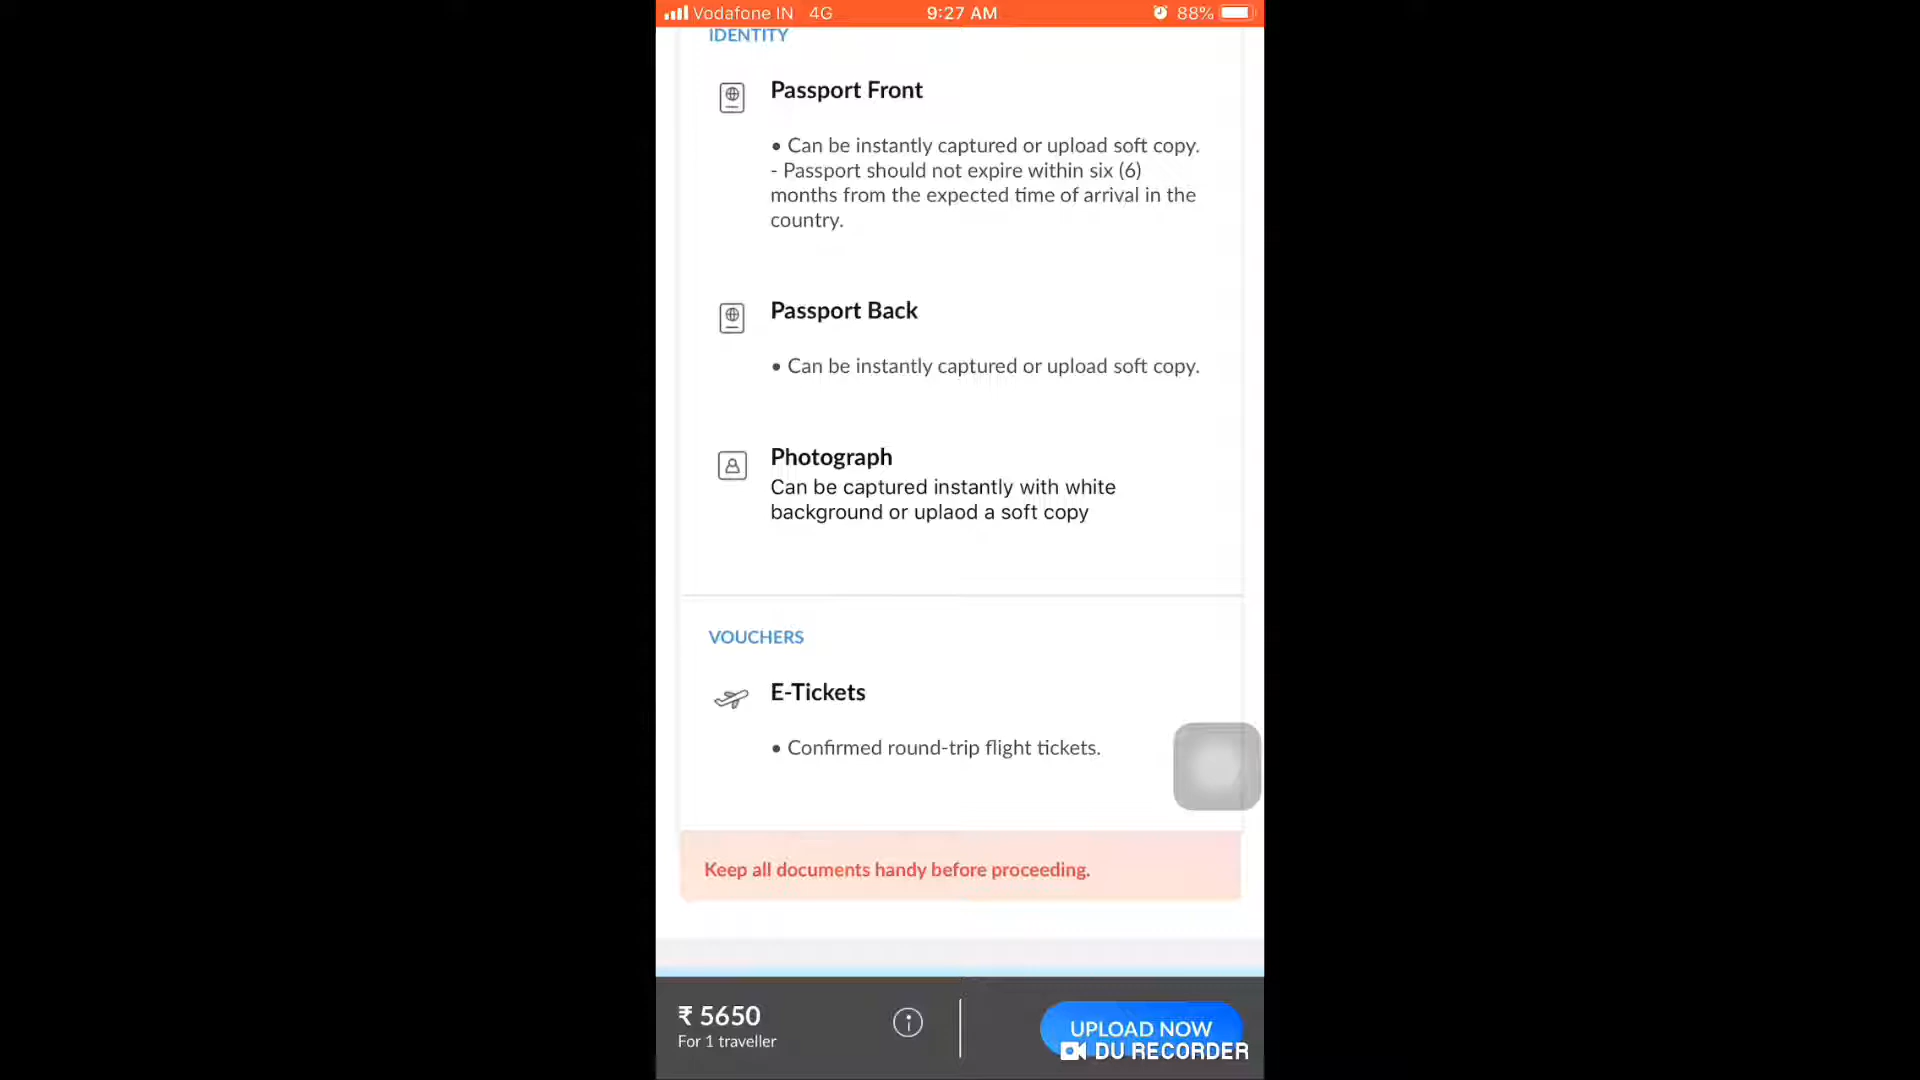 Vodafone IN 4G 9:27 AM 88%
IDENTITY
Passport Front
• Can be instantly captured or upload soft copy.
- Passport should not expire within six (6)
months from the expected time of arrival in the
country.
Passport Back
• Can be instantly captured or upload soft copy.
Photograph
Can be captured instantly with white
background or uplaod a soft copy
VOUCHERS
E-Tickets
• Confirmed round-trip flight tickets.
Keep all documents handy before proceeding.
₹ 5650
For 1 traveller
UPLOAD NOW
DU RECORDER